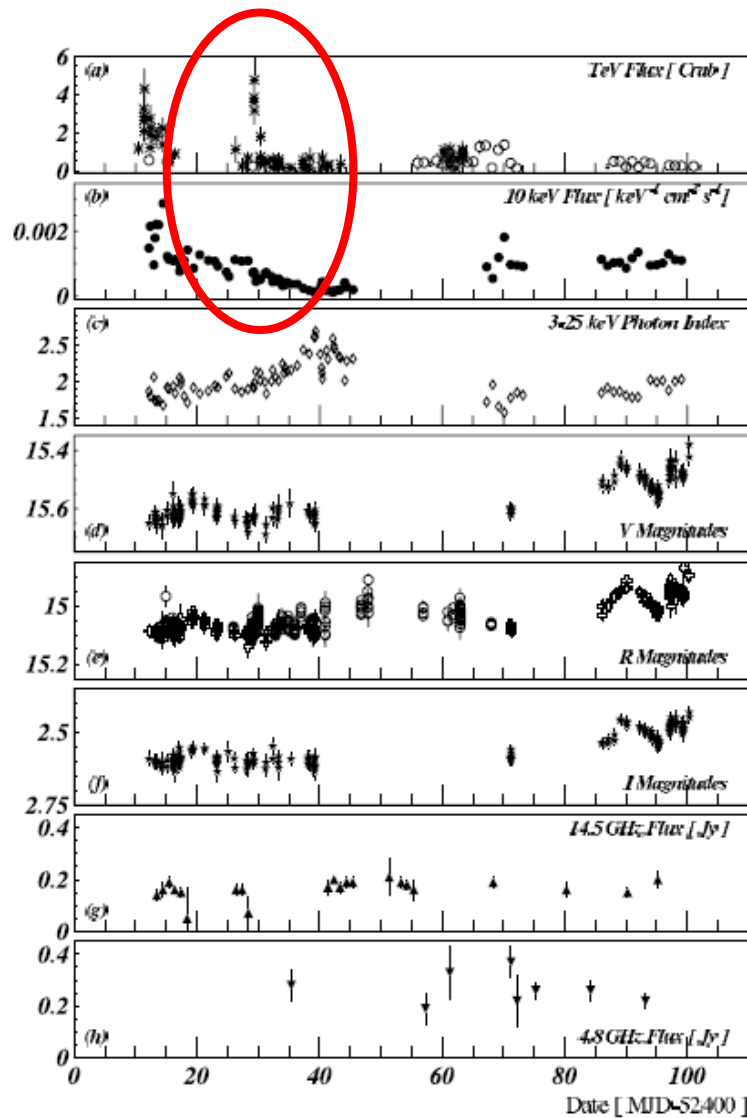 6
4
2
0
(a)
TeV Flux [ Crab ]
0.002
0
(b)
10 keV Flux [ keV⁻¹ cm⁻² s⁻¹ ]
2.5
2
1.5
(c)
3-25 keV Photon Index
15.4
15.6
(d)
V Magnitudes
15
15.2
(e)
R Magnitudes
2.5
2.75
(f)
I Magnitudes
0.4
0.2
0
(g)
14.5 GHz Flux [ Jy ]
0.4
0.2
0
(h)
4.8 GHz Flux [ Jy ]
0 20 40 60 80 100
Date [ MJD-52400 ]